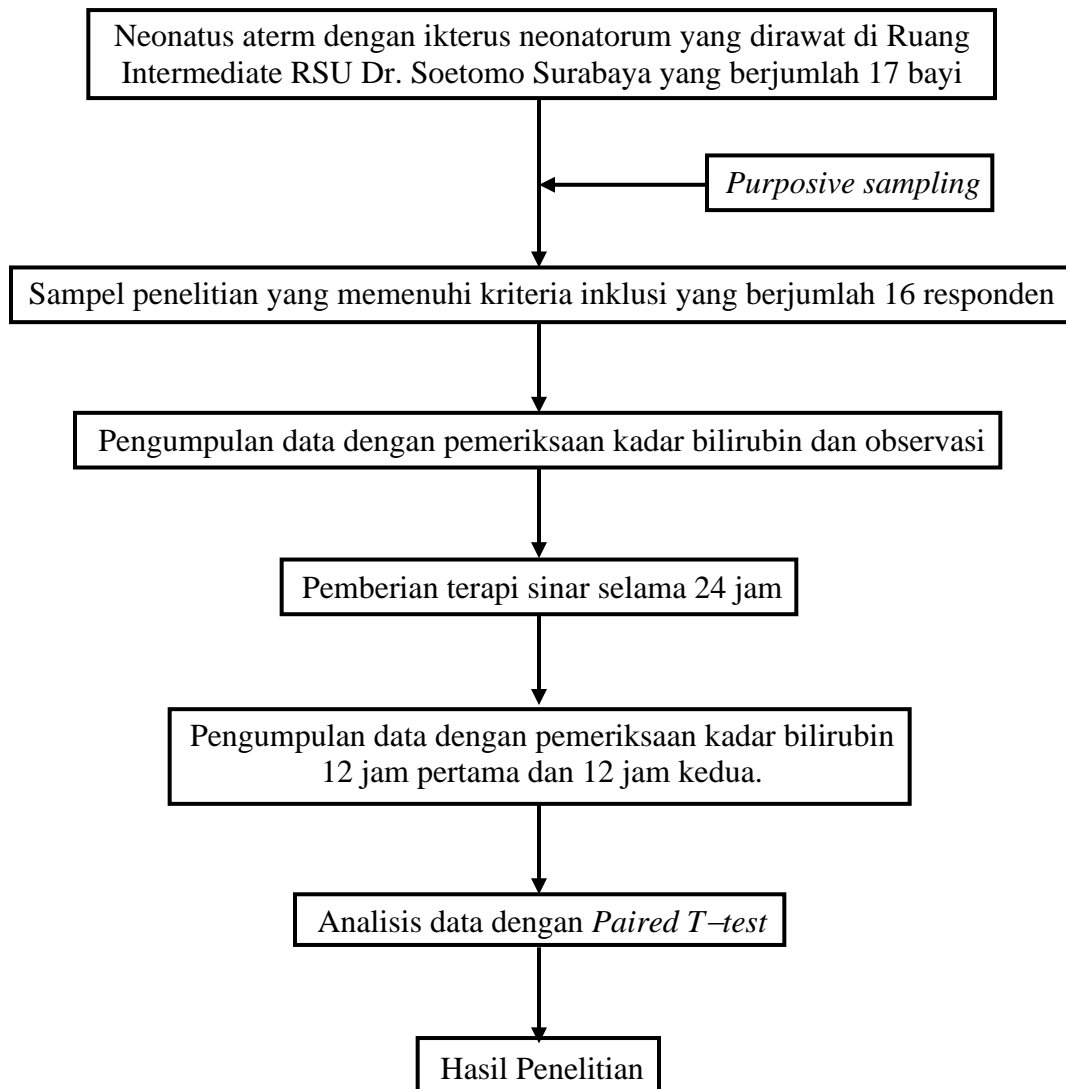 Neonatus aterm dengan ikterus neonatorum yang dirawat di Ruang
Intermediate RSU Dr. Soetomo Surabaya yang berjumlah 17 bayi
Purposive sampling
Sampel penelitian yang memenuhi kriteria inklusi yang berjumlah 16 responden
Pengumpulan data dengan pemeriksaan kadar bilirubin dan observasi
Pemberian terapi sinar selama 24 jam
Pengumpulan data dengan pemeriksaan kadar bilirubin
12 jam pertama dan 12 jam kedua.
Analisis data dengan Paired T–test
Hasil Penelitian